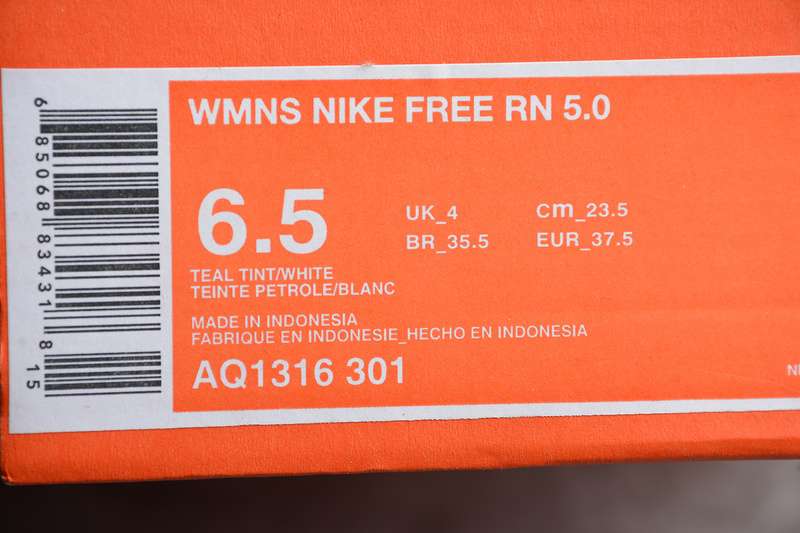 WMNS NIKE FREE RN 5.0
6.5
UK_4 cm_23.5
BR_35.5 EUR_37.5
TEAL TINT/WHITE
TEINTE PETROLE/BLANC
MADE IN INDONESIA
FABRIQUE EN INDONESIE_HECHO EN INDONESIA
AQ1316 301
6 85068 83431 8
15